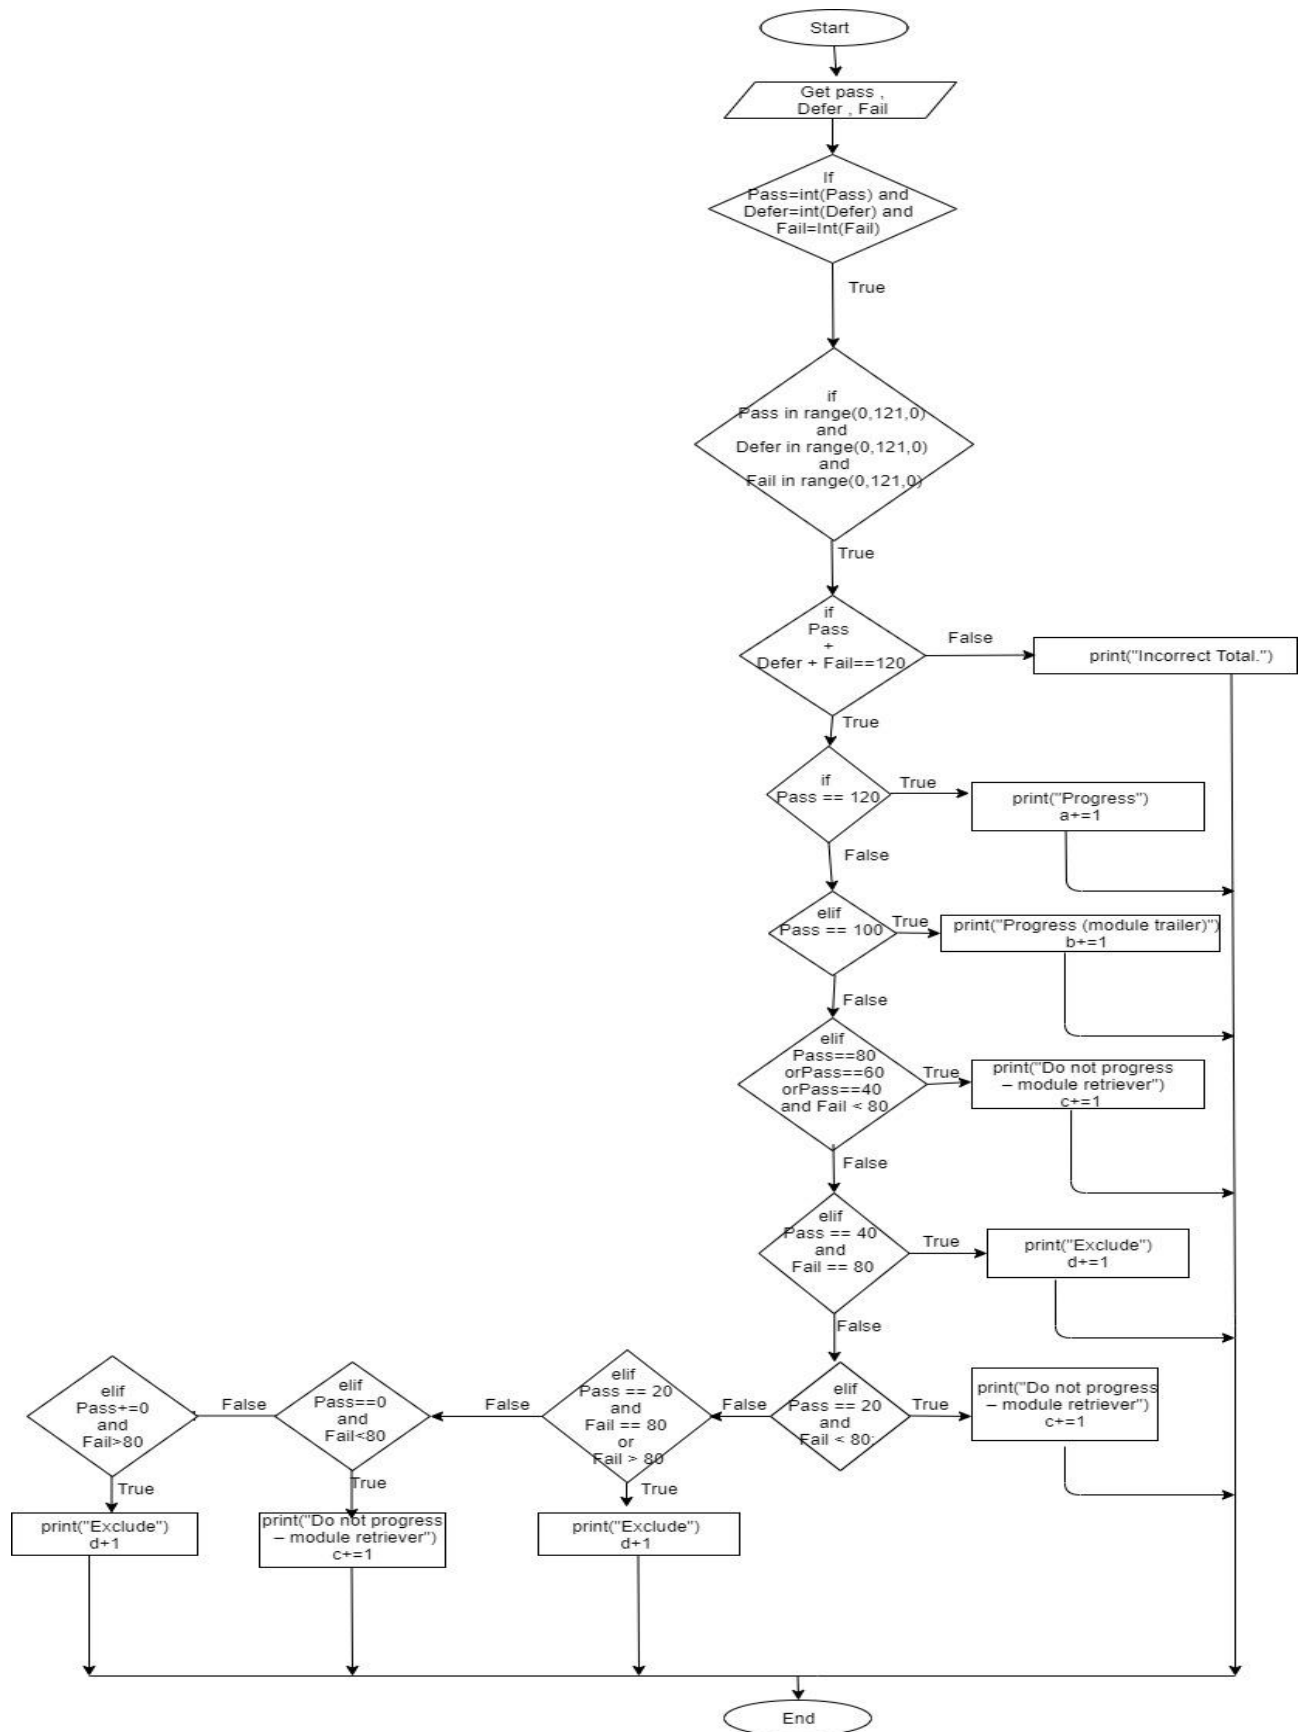 Start
Get pass ,
Defer , Fail
If
Pass=int(Pass) and
Defer=int(Defer) and
Fail=Int(Fail)
True
if
Pass in range(0,121,0)
and
Defer in range(0,121,0)
and
Fail in range(0,121,0)
True
if
Pass
+
Defer + Fail==120
False
print("Incorrect Total.")
True
if
Pass == 120
True
print("Progress")
a+=1
False
elif
Pass == 100
True
print("Progress (module trailer)")
b+=1
False
elif
Pass==80
orPass==60
orPass==40
and Fail < 80
True
print("Do not progress
– module retriever")
c+=1
False
elif
Pass == 40
and
Fail == 80
True
print("Exclude")
d+=1
False
elif
Pass == 20
and
Fail < 80:
True
print("Do not progress
– module retriever")
c+=1
False
elif
Pass == 20
and
Fail == 80
or
Fail > 80
True
print("Exclude")
d+1
False
elif
Pass==0
and
Fail<80
True
print("Do not progress
– module retriever")
c+=1
False
elif
Pass+=0
and
Fail>80
True
print("Exclude")
d+1
End